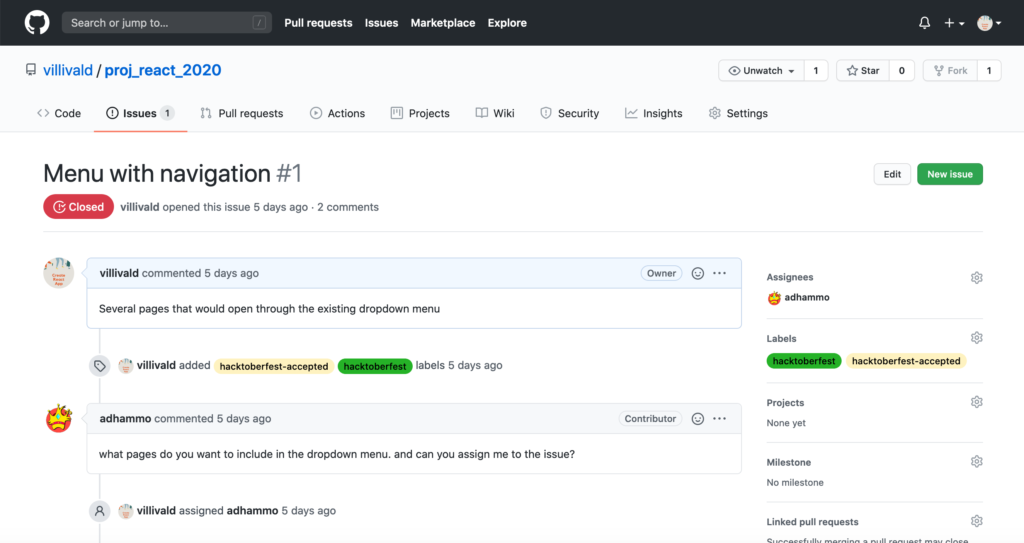 Search or jump to… / Pull requests Issues Marketplace Explore
villivald / proj_react_2020 Unwatch 1 Star 0 Fork 1
Code Issues 1 Pull requests Actions Projects Wiki Security Insights Settings
Menu with navigation #1 Edit New issue
Closed villivald opened this issue 5 days ago · 2 comments
villivald commented 5 days ago Owner
Several pages that would open through the existing dropdown menu
villivald added hacktoberfest-accepted hacktoberfest labels 5 days ago
adhammo commented 5 days ago Contributor
what pages do you want to include in the dropdown menu. and can you assign me to the issue?
villivald assigned adhammo 5 days ago
Assignees
adhammo
Labels
hacktoberfest hacktoberfest-accepted
Projects
None yet
Milestone
No milestone
Linked pull requests
Successfully merging a pull request may close